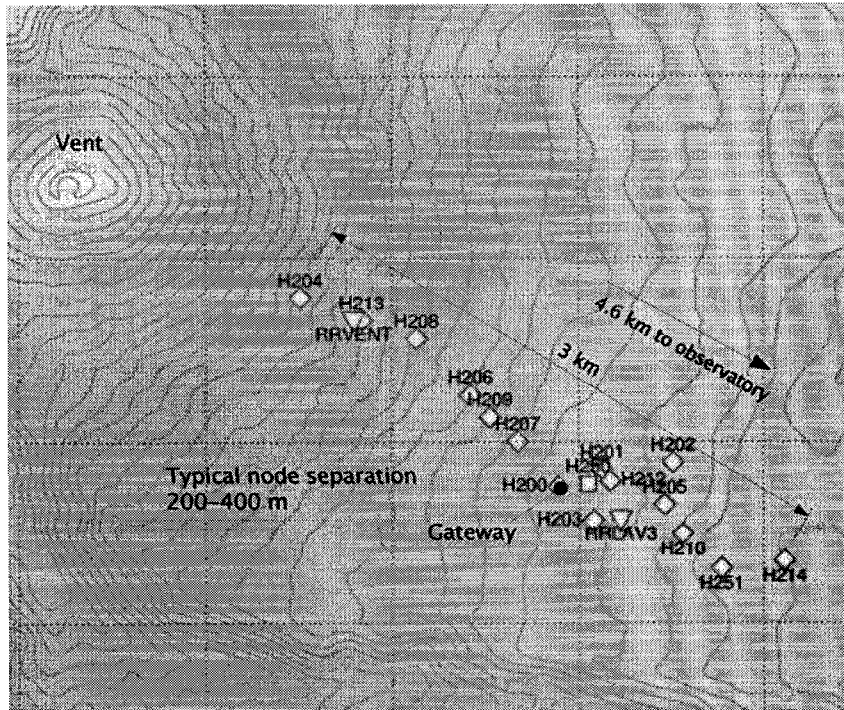 Vent
H204
H213
RRVENT
H208
4.6 km to observatory
3 km
H206
H209
H207
H201
H202
Typical node separation
200–400 m
H200
H212
H205
Gateway
H203
RRLAV3
H210
H251
H214